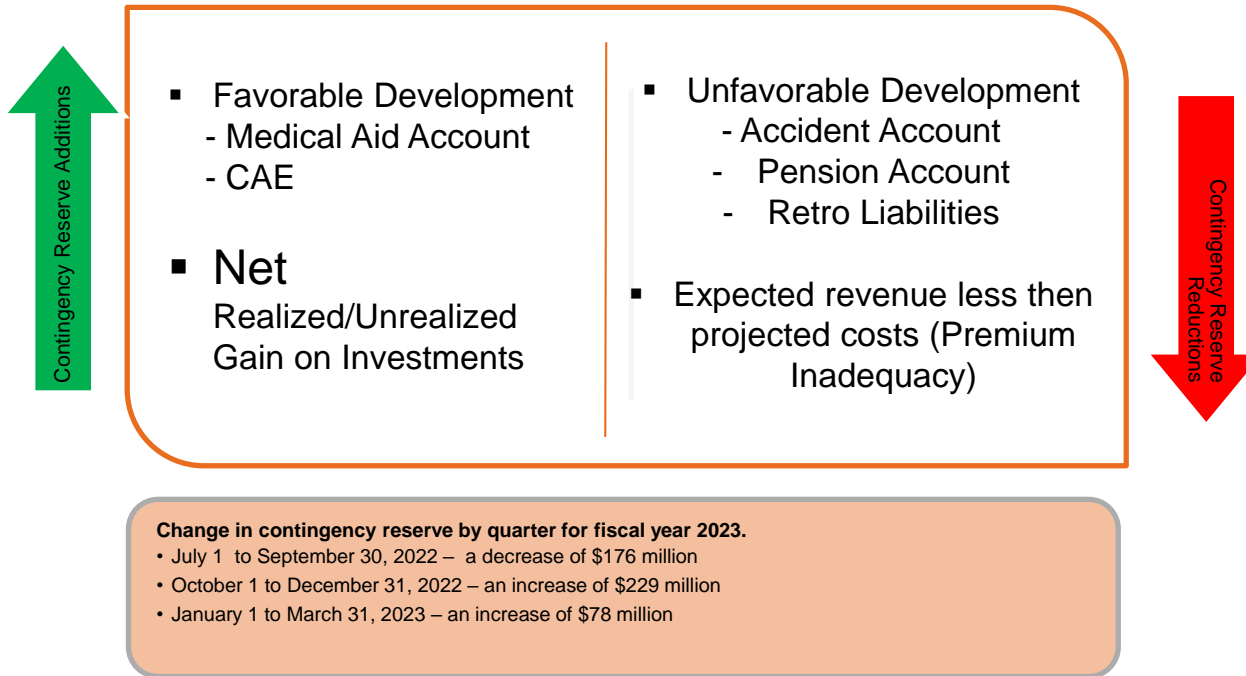 Contingency Reserve Additions
▪ Favorable Development
- Medical Aid Account
- CAE
▪ Net
Realized/Unrealized
Gain on Investments
▪ Unfavorable Development
- Accident Account
- Pension Account
- Retro Liabilities
▪ Expected revenue less then
projected costs (Premium
Inadequacy)
Contingency Reserve
Reductions
Change in contingency reserve by quarter for fiscal year 2023.
• July 1 to September 30, 2022 – a decrease of $176 million
• October 1 to December 31, 2022 – an increase of $229 million
• January 1 to March 31, 2023 – an increase of $78 million